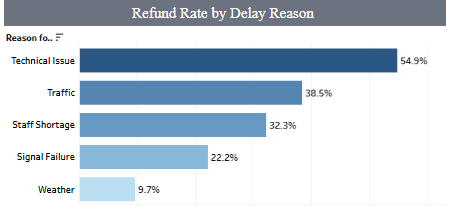 Refund Rate by Delay Reason
Reason fo..
Technical Issue 54.9%
Traffic 38.5%
Staff Shortage 32.3%
Signal Failure 22.2%
Weather 9.7%